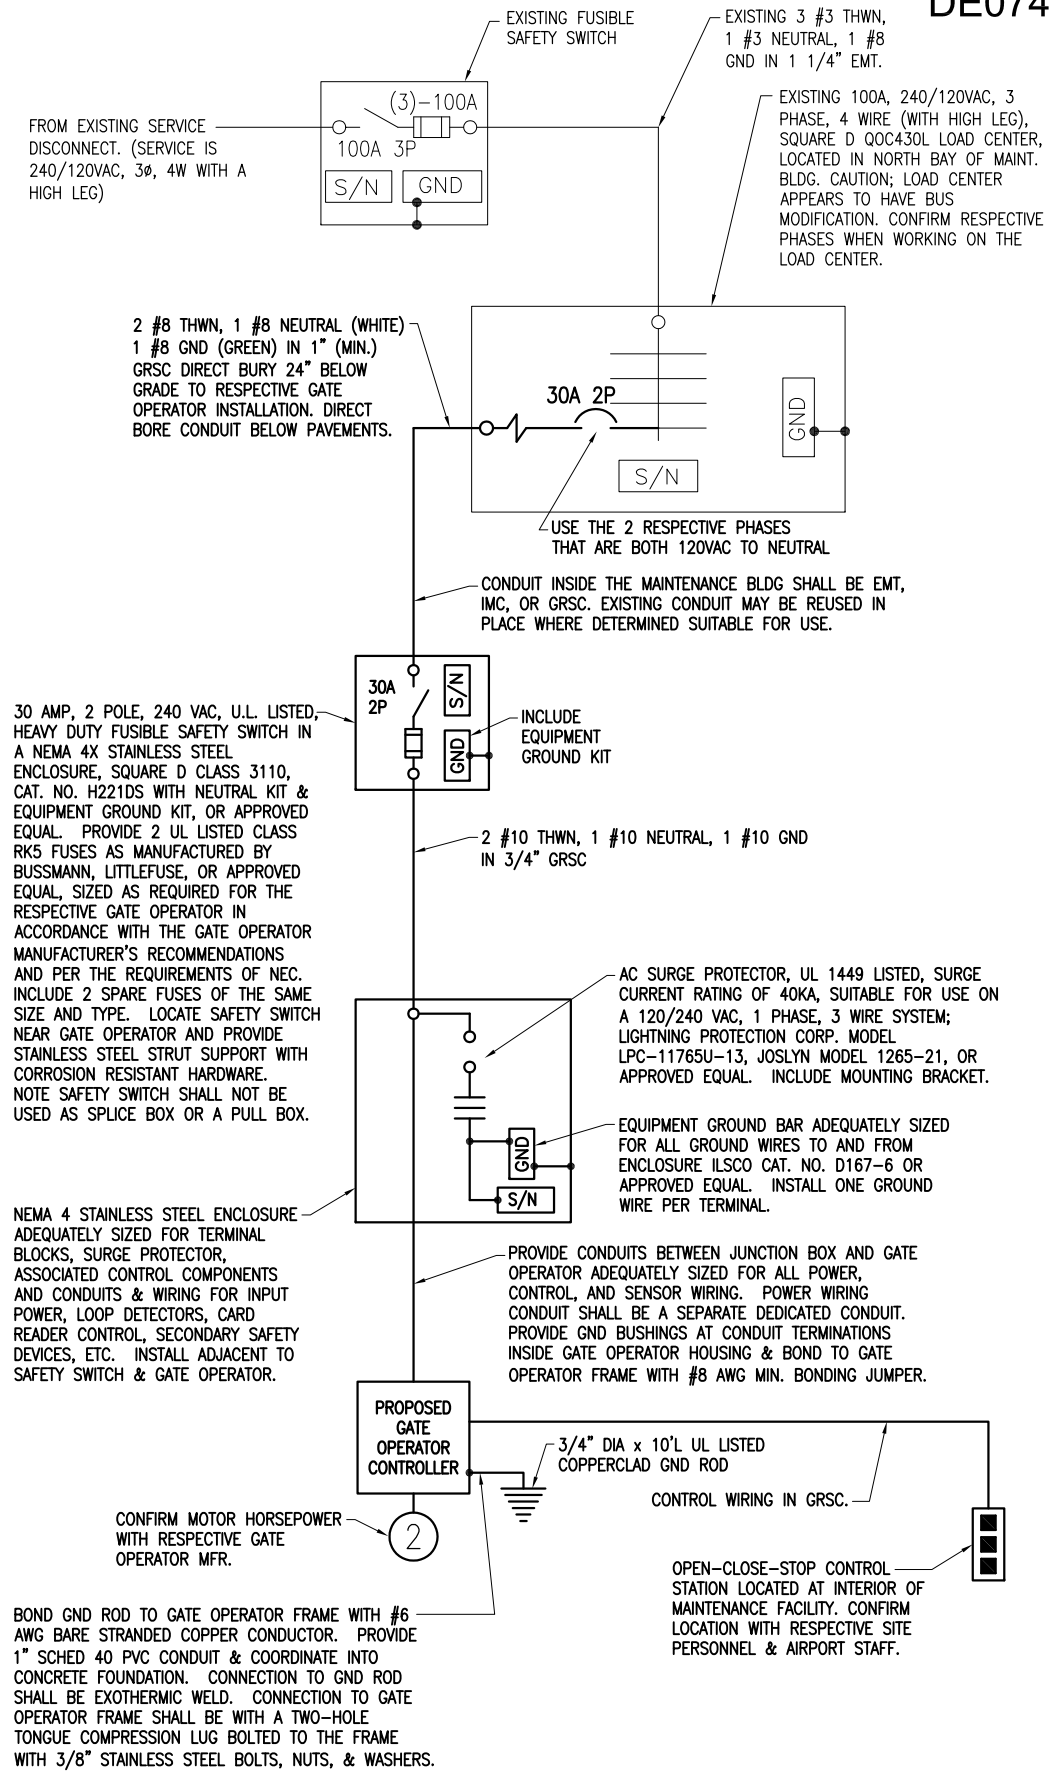 DE074
EXISTING FUSIBLE
SAFETY SWITCH
EXISTING 3 #3 THWN,
1 #3 NEUTRAL, 1 #8
GND IN 1 1/4" EMT.
FROM EXISTING SERVICE
DISCONNECT. (SERVICE IS
240/120VAC, 3ø, 4W WITH A
HIGH LEG)
(3)-100A
100A 3P
S/N
GND
EXISTING 100A, 240/120VAC, 3
PHASE, 4 WIRE (WITH HIGH LEG),
SQUARE D QOC430L LOAD CENTER,
LOCATED IN NORTH BAY OF MAINT.
BLDG. CAUTION; LOAD CENTER
APPEARS TO HAVE BUS
MODIFICATION. CONFIRM RESPECTIVE
PHASES WHEN WORKING ON THE
LOAD CENTER.
2 #8 THWN, 1 #8 NEUTRAL (WHITE)
1 #8 GND (GREEN) IN 1" (MIN.)
GRSC DIRECT BURY 24" BELOW
GRADE TO RESPECTIVE GATE
OPERATOR INSTALLATION. DIRECT
BORE CONDUIT BELOW PAVEMENTS.
30A 2P
GND
S/N
USE THE 2 RESPECTIVE PHASES
THAT ARE BOTH 120VAC TO NEUTRAL
CONDUIT INSIDE THE MAINTENANCE BLDG SHALL BE EMT,
IMC, OR GRSC. EXISTING CONDUIT MAY BE REUSED IN
PLACE WHERE DETERMINED SUITABLE FOR USE.
30A
2P
S/N
GND
INCLUDE
EQUIPMENT
GROUND KIT
30 AMP, 2 POLE, 240 VAC, U.L. LISTED,
HEAVY DUTY FUSIBLE SAFETY SWITCH IN
A NEMA 4X STAINLESS STEEL
ENCLOSURE, SQUARE D CLASS 3110,
CAT. NO. H221DS WITH NEUTRAL KIT &
EQUIPMENT GROUND KIT, OR APPROVED
EQUAL. PROVIDE 2 UL LISTED CLASS
RK5 FUSES AS MANUFACTURED BY
BUSSMANN, LITTLEFUSE, OR APPROVED
EQUAL, SIZED AS REQUIRED FOR THE
RESPECTIVE GATE OPERATOR IN
ACCORDANCE WITH THE GATE OPERATOR
MANUFACTURER'S RECOMMENDATIONS
AND PER THE REQUIREMENTS OF NEC.
INCLUDE 2 SPARE FUSES OF THE SAME
SIZE AND TYPE. LOCATE SAFETY SWITCH
NEAR GATE OPERATOR AND PROVIDE
STAINLESS STEEL STRUT SUPPORT WITH
CORROSION RESISTANT HARDWARE.
NOTE SAFETY SWITCH SHALL NOT BE
USED AS SPLICE BOX OR A PULL BOX.
2 #10 THWN, 1 #10 NEUTRAL, 1 #10 GND
IN 3/4" GRSC
AC SURGE PROTECTOR, UL 1449 LISTED, SURGE
CURRENT RATING OF 40KA, SUITABLE FOR USE ON
A 120/240 VAC, 1 PHASE, 3 WIRE SYSTEM;
LIGHTNING PROTECTION CORP. MODEL
LPC-11765U-13, JOSLYN MODEL 1265-21, OR
APPROVED EQUAL. INCLUDE MOUNTING BRACKET.
GND
S/N
EQUIPMENT GROUND BAR ADEQUATELY SIZED
FOR ALL GROUND WIRES TO AND FROM
ENCLOSURE ILSCO CAT. NO. D167-6 OR
APPROVED EQUAL. INSTALL ONE GROUND
WIRE PER TERMINAL.
NEMA 4 STAINLESS STEEL ENCLOSURE
ADEQUATELY SIZED FOR TERMINAL
BLOCKS, SURGE PROTECTOR,
ASSOCIATED CONTROL COMPONENTS
AND CONDUITS & WIRING FOR INPUT
POWER, LOOP DETECTORS, CARD
READER CONTROL, SECONDARY SAFETY
DEVICES, ETC. INSTALL ADJACENT TO
SAFETY SWITCH & GATE OPERATOR.
PROVIDE CONDUITS BETWEEN JUNCTION BOX AND GATE
OPERATOR ADEQUATELY SIZED FOR ALL POWER,
CONTROL, AND SENSOR WIRING. POWER WIRING
CONDUIT SHALL BE A SEPARATE DEDICATED CONDUIT.
PROVIDE GND BUSHINGS AT CONDUIT TERMINATIONS
INSIDE GATE OPERATOR HOUSING & BOND TO GATE
OPERATOR FRAME WITH #8 AWG MIN. BONDING JUMPER.
PROPOSED
GATE
OPERATOR
CONTROLLER
3/4" DIA x 10'L UL LISTED
COPPERCLAD GND ROD
CONTROL WIRING IN GRSC.
CONFIRM MOTOR HORSEPOWER
WITH RESPECTIVE GATE
OPERATOR MFR.
2
OPEN-CLOSE-STOP CONTROL
STATION LOCATED AT INTERIOR OF
MAINTENANCE FACILITY. CONFIRM
LOCATION WITH RESPECTIVE SITE
PERSONNEL & AIRPORT STAFF.
BOND GND ROD TO GATE OPERATOR FRAME WITH #6
AWG BARE STRANDED COPPER CONDUCTOR. PROVIDE
1" SCHED 40 PVC CONDUIT & COORDINATE INTO
CONCRETE FOUNDATION. CONNECTION TO GND ROD
SHALL BE EXOTHERMIC WELD. CONNECTION TO GATE
OPERATOR FRAME SHALL BE WITH A TWO-HOLE
TONGUE COMPRESSION LUG BOLTED TO THE FRAME
WITH 3/8" STAINLESS STEEL BOLTS, NUTS, & WASHERS.